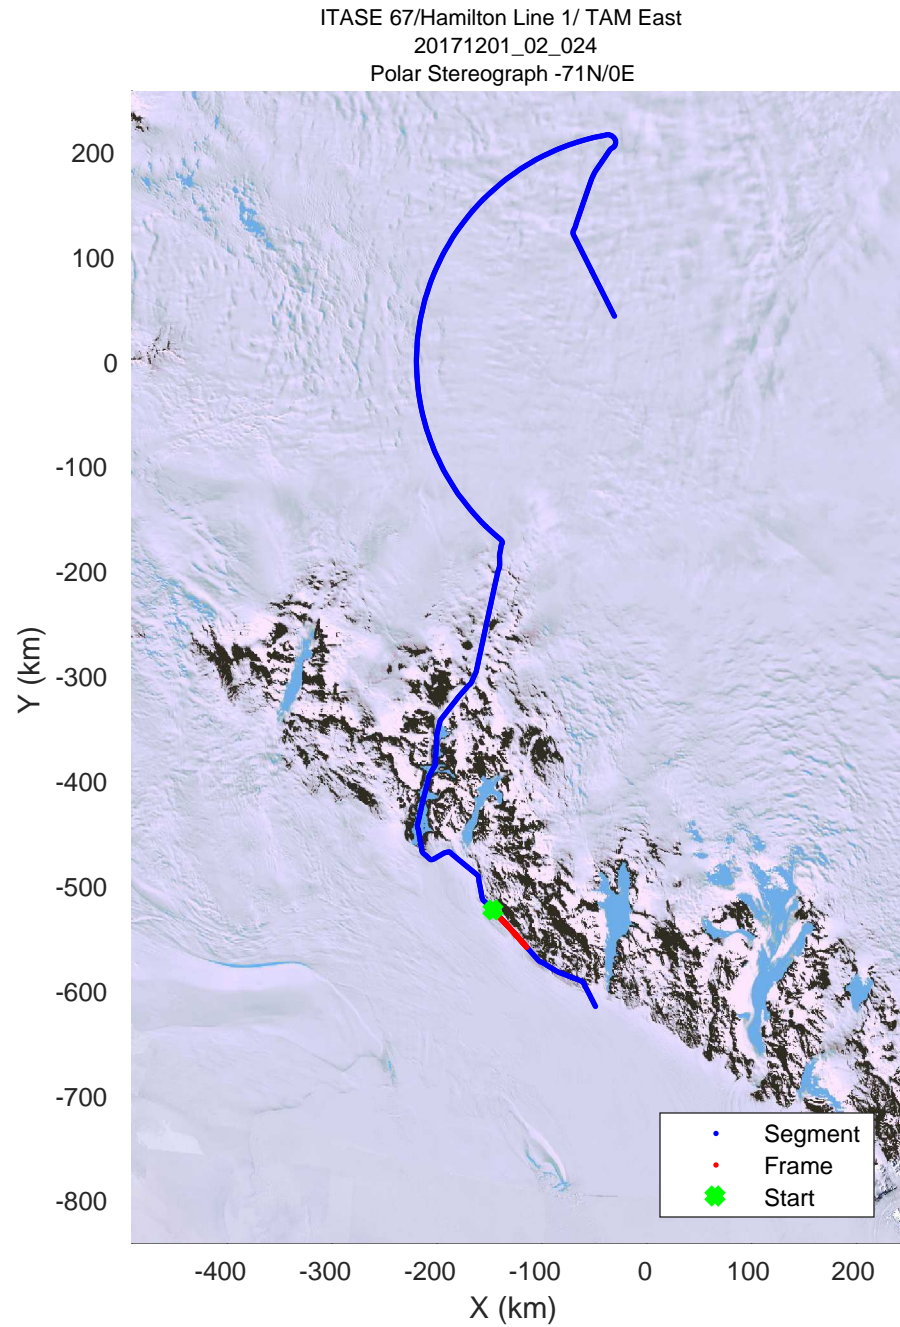 ITASE 67/Hamilton Line 1/ TAM East
20171201_02_024
Polar Stereograph -71N/0E
200
100
0
-100
-200
-300
-400
-500
-600
-700
-800
Y (km)
Segment
Frame
Start
-400 -300 -200 -100 0 100 200
X (km)